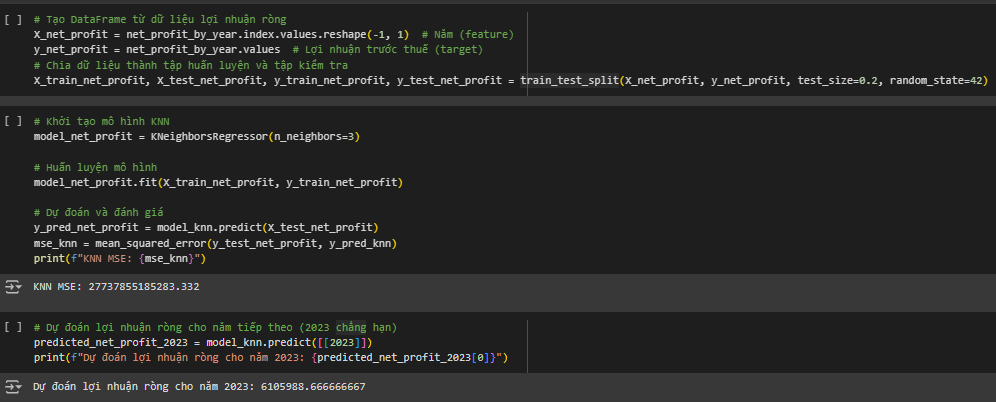 [ ] # Tạo DataFrame từ dữ liệu lợi nhuận ròng
X_net_profit = net_profit_by_year.index.values.reshape(-1, 1)  # Năm (feature)
y_net_profit = net_profit_by_year.values  # Lợi nhuận trước thuế (target)
# Chia dữ liệu thành tập huấn luyện và tập kiểm tra
X_train_net_profit, X_test_net_profit, y_train_net_profit, y_test_net_profit = train_test_split(X_net_profit, y_net_profit, test_size=0.2, random_state=42)
[ ] # Khởi tạo mô hình KNN
model_net_profit = KNeighborsRegressor(n_neighbors=3)
# Huấn luyện mô hình
model_net_profit.fit(X_train_net_profit, y_train_net_profit)
# Dự đoán và đánh giá
y_pred_net_profit = model_knn.predict(X_test_net_profit)
mse_knn = mean_squared_error(y_test_net_profit, y_pred_knn)
print(f"KNN MSE: {mse_knn}")
KNN MSE: 27737855185283.332
[ ] # Dự đoán lợi nhuận ròng cho năm tiếp theo (2023 chẳng hạn)
predicted_net_profit_2023 = model_knn.predict([[2023]])
print(f"Dự đoán lợi nhuận ròng cho năm 2023: {predicted_net_profit_2023[0]}")
Dự đoán lợi nhuận ròng cho năm 2023: 6105988.666666667